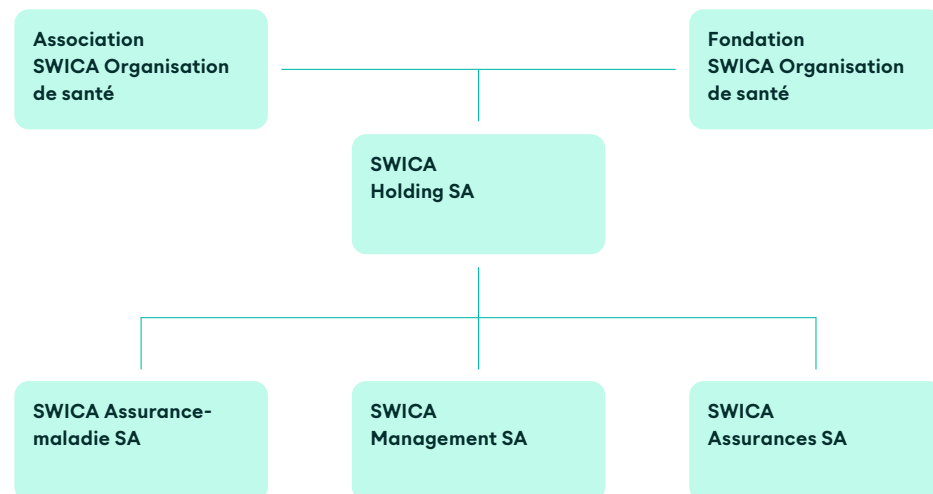 Association
SWICA Organisation
de santé
Fondation
SWICA Organisation
de santé
SWICA
Holding SA
SWICA Assurance-
maladie SA
SWICA
Management SA
SWICA
Assurances SA